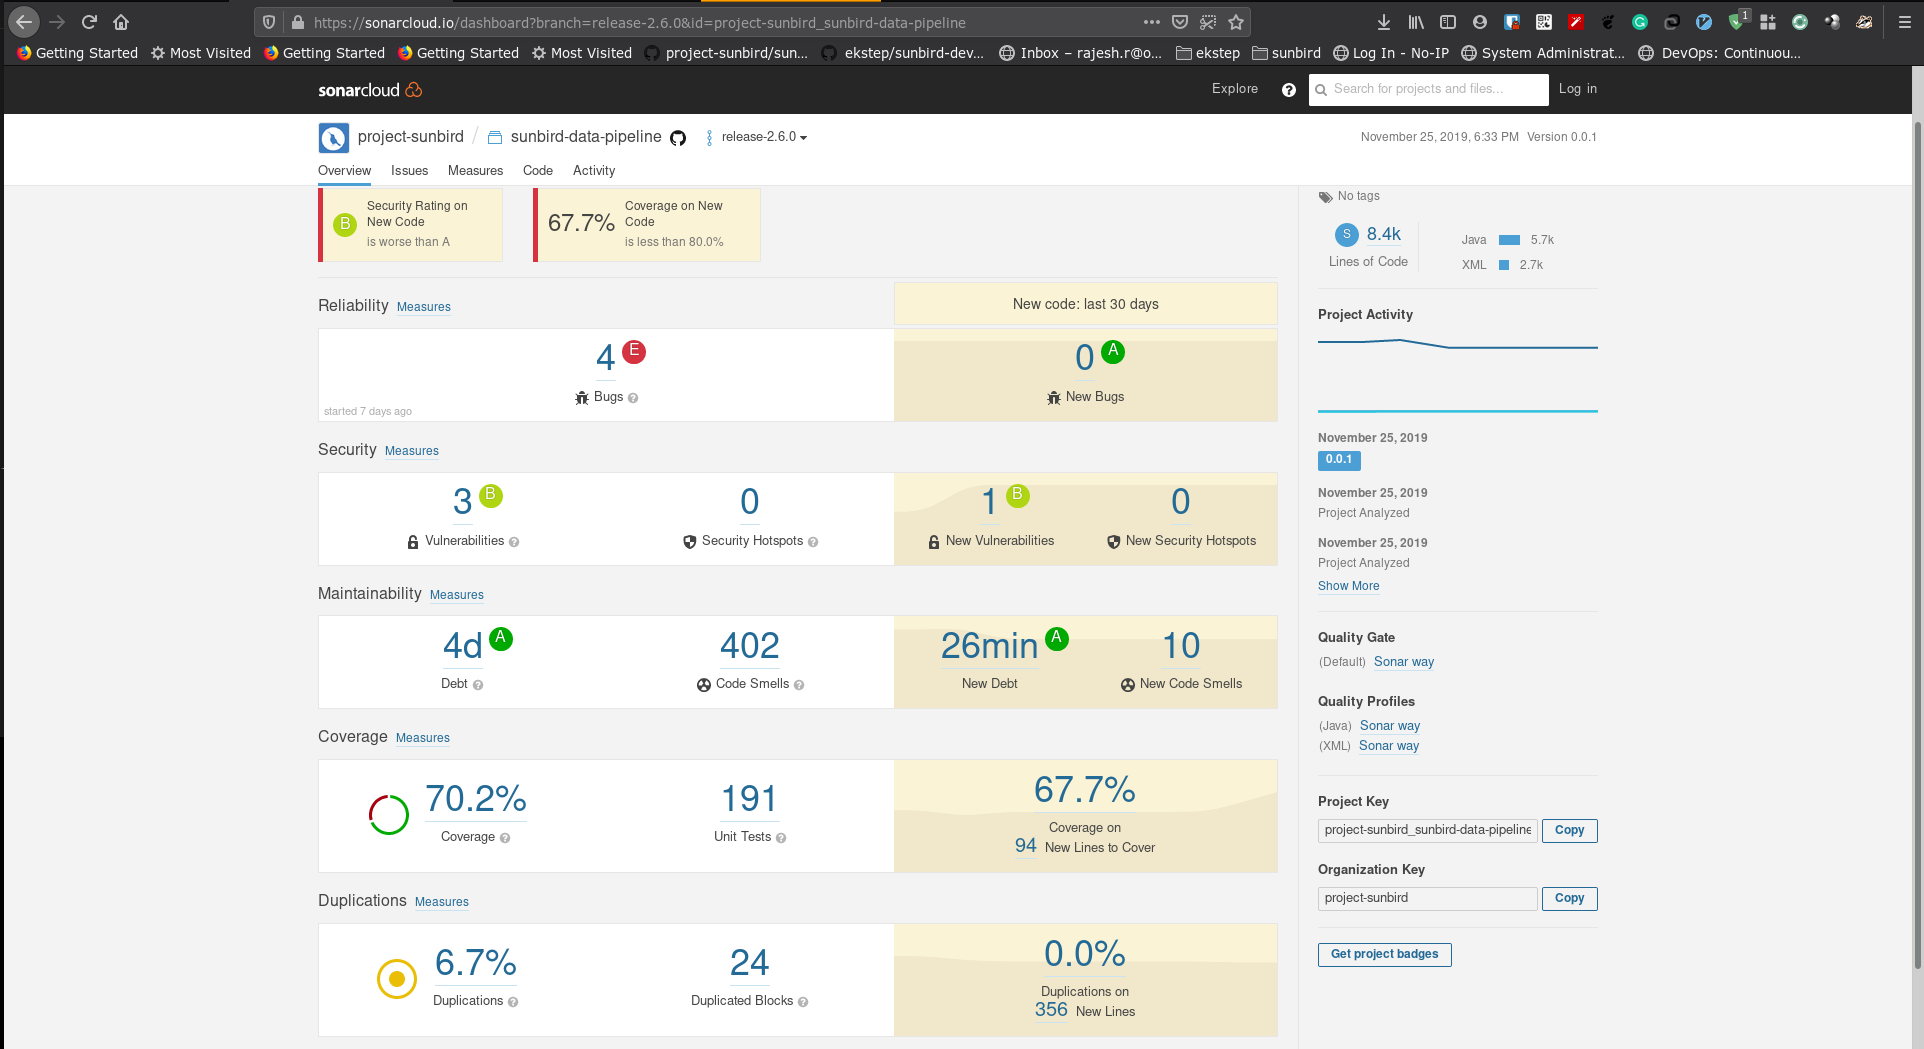 https://sonarcloud.io/dashboard?branch=release-2.6.0&id=project-sunbird_sunbird-data-pipeline
1
Getting Started Most Visited Getting Started Getting Started Most Visited project-sunbird/sun... ekstep/sunbird-dev... Inbox – rajesh.r@o... ekstep sunbird Log In - No-IP System Administrat... DevOps: Continuou...
sonarcloud Explore Search for projects and files... Log in
project-sunbird / sunbird-data-pipeline release-2.6.0 November 25, 2019, 6:33 PM Version 0.0.1
Overview Issues Measures Code Activity
B Security Rating on New Code
is worse than A
67.7% Coverage on New Code
is less than 80.0%
Reliability Measures
New code: last 30 days
4 E
Bugs
started 7 days ago
0 A
New Bugs
Security Measures
3 B
Vulnerabilities
0
Security Hotspots
1 B
New Vulnerabilities
0
New Security Hotspots
Maintainability Measures
4d A
Debt
402
Code Smells
26min A
New Debt
10
New Code Smells
Coverage Measures
70.2%
Coverage
191
Unit Tests
67.7%
Coverage on
94 New Lines to Cover
Duplications Measures
6.7%
Duplications
24
Duplicated Blocks
0.0%
Duplications on
356 New Lines
No tags
S 8.4k
Lines of Code
Java 5.7k
XML 2.7k
Project Activity
November 25, 2019
0.0.1
November 25, 2019
Project Analyzed
November 25, 2019
Project Analyzed
Show More
Quality Gate
(Default) Sonar way
Quality Profiles
(Java) Sonar way
(XML) Sonar way
Project Key
project-sunbird_sunbird-data-pipeline Copy
Organization Key
project-sunbird Copy
Get project badges